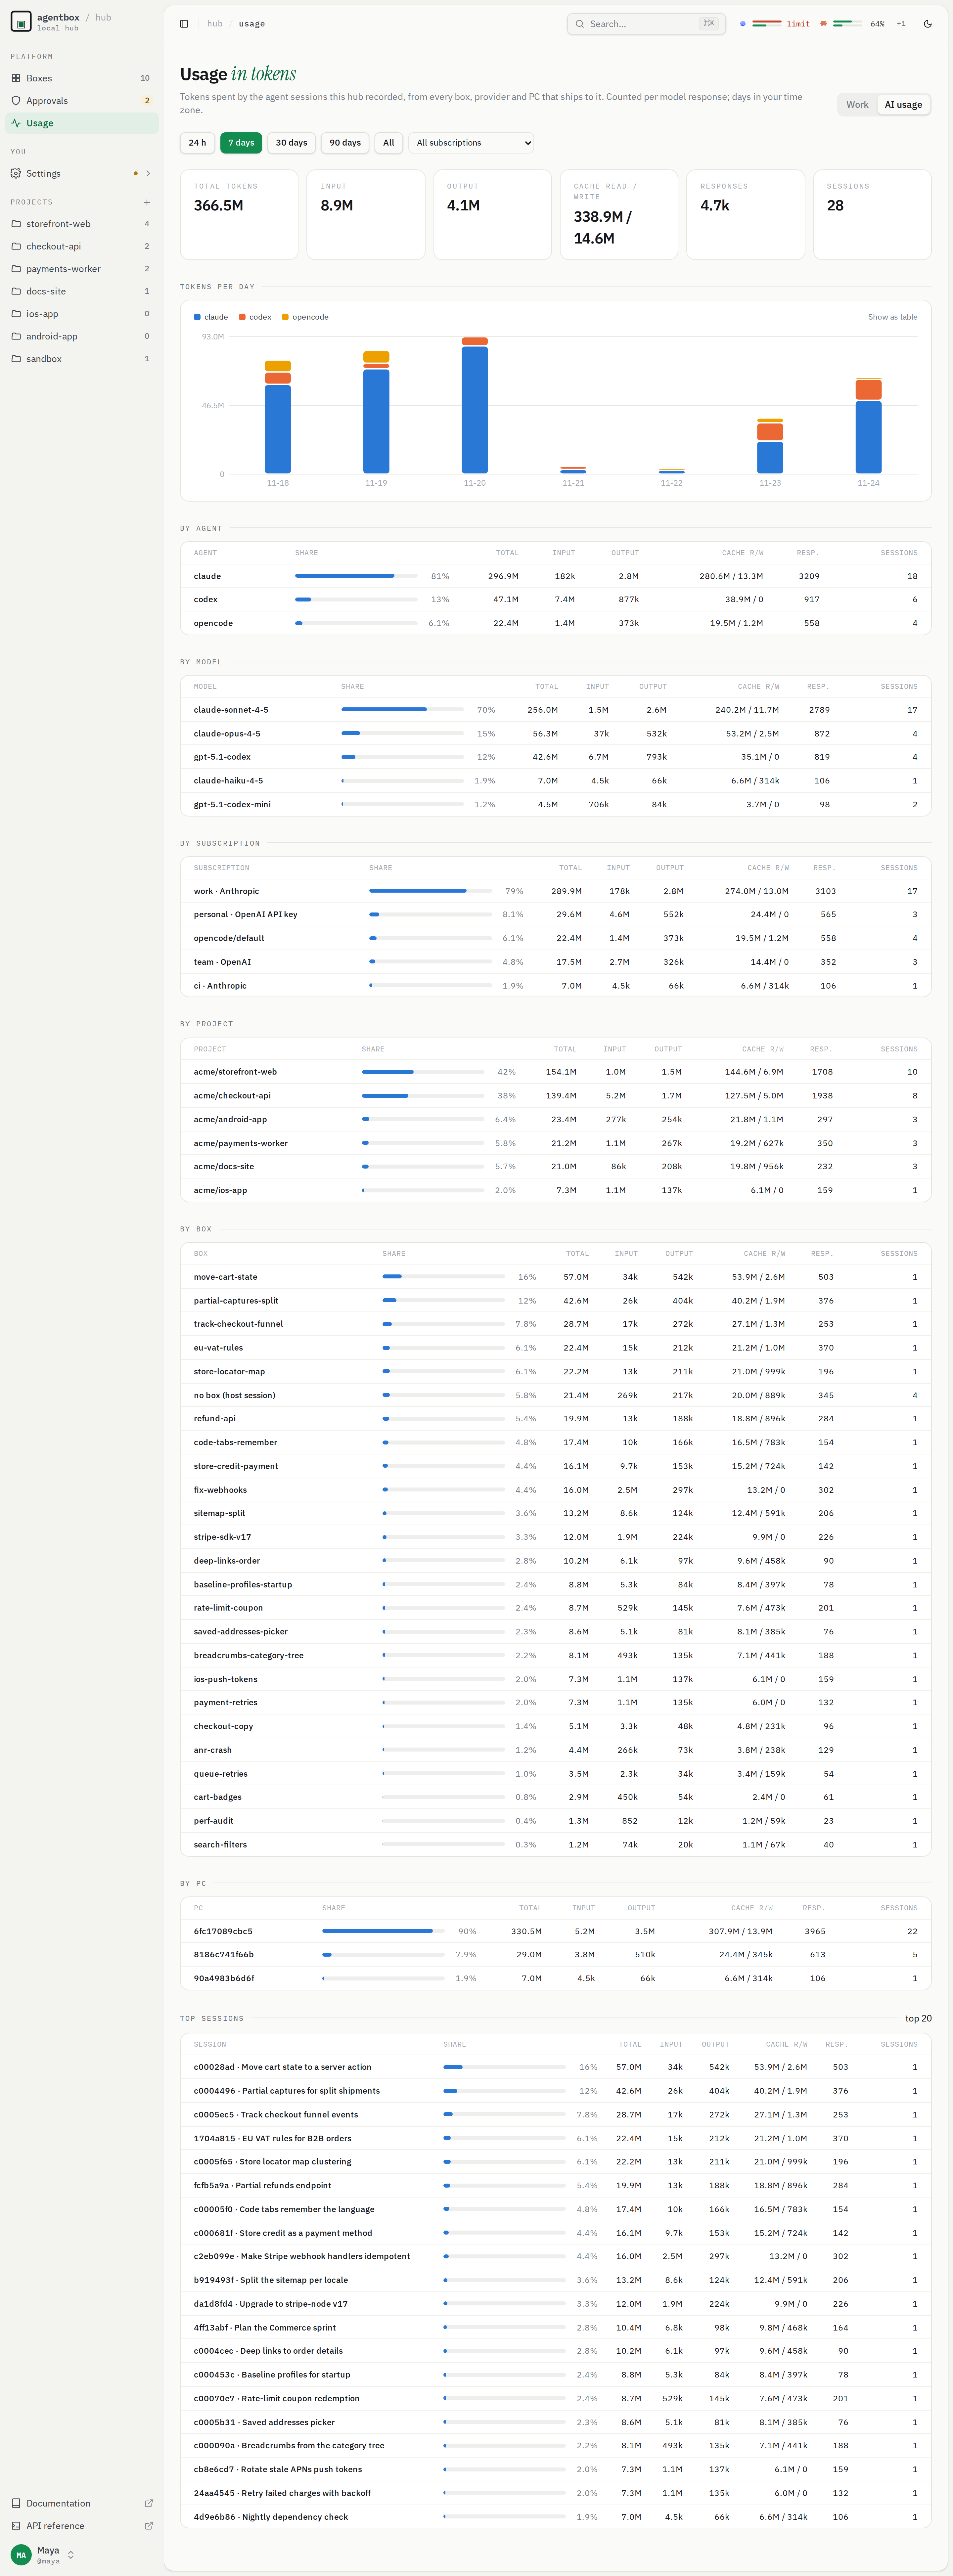 agentbox / hub
local hub
PLATFORM
Boxes 10
Approvals 2
Usage
YOU
Settings
PROJECTS
storefront-web 4
checkout-api 2
payments-worker 2
docs-site 1
ios-app 0
android-app 0
sandbox 1
Documentation
API reference
MA Maya
@maya
hub / usage
Search... ⌘K
limit 64% +1
Usage in tokens
Tokens spent by the agent sessions this hub recorded, from every box, provider and PC that ships to it. Counted per model response; days in your time
zone.
Work AI usage
24 h 7 days 30 days 90 days All All subscriptions
TOTAL TOKENS
366.5M
INPUT
8.9M
OUTPUT
4.1M
CACHE READ /
WRITE
338.9M /
14.6M
RESPONSES
4.7k
SESSIONS
28
TOKENS PER DAY
claude codex opencode Show as table
93.0M
46.5M
0
11-18 11-19 11-20 11-21 11-22 11-23 11-24
BY AGENT
AGENT SHARE TOTAL INPUT OUTPUT CACHE R/W RESP. SESSIONS
claude 81% 296.9M 182k 2.8M 280.6M / 13.3M 3209 18
codex 13% 47.1M 7.4M 877k 38.9M / 0 917 6
opencode 6.1% 22.4M 1.4M 373k 19.5M / 1.2M 558 4
BY MODEL
MODEL SHARE TOTAL INPUT OUTPUT CACHE R/W RESP. SESSIONS
claude-sonnet-4-5 70% 256.0M 1.5M 2.6M 240.2M / 11.7M 2789 17
claude-opus-4-5 15% 56.3M 37k 532k 53.2M / 2.5M 872 4
gpt-5.1-codex 12% 42.6M 6.7M 793k 35.1M / 0 819 4
claude-haiku-4-5 1.9% 7.0M 4.5k 66k 6.6M / 314k 106 1
gpt-5.1-codex-mini 1.2% 4.5M 706k 84k 3.7M / 0 98 2
BY SUBSCRIPTION
SUBSCRIPTION SHARE TOTAL INPUT OUTPUT CACHE R/W RESP. SESSIONS
work · Anthropic 79% 289.9M 178k 2.8M 274.0M / 13.0M 3103 17
personal · OpenAI API key 8.1% 29.6M 4.6M 552k 24.4M / 0 565 3
opencode/default 6.1% 22.4M 1.4M 373k 19.5M / 1.2M 558 4
team · OpenAI 4.8% 17.5M 2.7M 326k 14.4M / 0 352 3
ci · Anthropic 1.9% 7.0M 4.5k 66k 6.6M / 314k 106 1
BY PROJECT
PROJECT SHARE TOTAL INPUT OUTPUT CACHE R/W RESP. SESSIONS
acme/storefront-web 42% 154.1M 1.0M 1.5M 144.6M / 6.9M 1708 10
acme/checkout-api 38% 139.4M 5.2M 1.7M 127.5M / 5.0M 1938 8
acme/android-app 6.4% 23.4M 277k 254k 21.8M / 1.1M 297 3
acme/payments-worker 5.8% 21.2M 1.1M 267k 19.2M / 627k 350 3
acme/docs-site 5.7% 21.0M 86k 208k 19.8M / 956k 232 3
acme/ios-app 2.0% 7.3M 1.1M 137k 6.1M / 0 159 1
BY BOX
BOX SHARE TOTAL INPUT OUTPUT CACHE R/W RESP. SESSIONS
move-cart-state 16% 57.0M 34k 542k 53.9M / 2.6M 503 1
partial-captures-split 12% 42.6M 26k 404k 40.2M / 1.9M 376 1
track-checkout-funnel 7.8% 28.7M 17k 272k 27.1M / 1.3M 253 1
eu-vat-rules 6.1% 22.4M 15k 212k 21.2M / 1.0M 370 1
store-locator-map 6.1% 22.2M 13k 211k 21.0M / 999k 196 1
no box (host session) 5.8% 21.4M 269k 217k 20.0M / 889k 345 4
refund-api 5.4% 19.9M 13k 188k 18.8M / 896k 284 1
code-tabs-remember 4.8% 17.4M 10k 166k 16.5M / 783k 154 1
store-credit-payment 4.4% 16.1M 9.7k 153k 15.2M / 724k 142 1
fix-webhooks 4.4% 16.0M 2.5M 297k 13.2M / 0 302 1
sitemap-split 3.6% 13.2M 8.6k 124k 12.4M / 591k 206 1
stripe-sdk-v17 3.3% 12.0M 1.9M 224k 9.9M / 0 226 1
deep-links-order 2.8% 10.2M 6.1k 97k 9.6M / 458k 90 1
baseline-profiles-startup 2.4% 8.8M 5.3k 84k 8.4M / 397k 78 1
rate-limit-coupon 2.4% 8.7M 529k 145k 7.6M / 473k 201 1
saved-addresses-picker 2.3% 8.6M 5.1k 81k 8.1M / 385k 76 1
breadcrumbs-category-tree 2.2% 8.1M 493k 135k 7.1M / 441k 188 1
ios-push-tokens 2.0% 7.3M 1.1M 137k 6.1M / 0 159 1
payment-retries 2.0% 7.3M 1.1M 135k 6.0M / 0 132 1
checkout-copy 1.4% 5.1M 3.3k 48k 4.8M / 231k 96 1
anr-crash 1.2% 4.4M 266k 73k 3.8M / 238k 129 1
queue-retries 1.0% 3.5M 2.3k 34k 3.4M / 159k 54 1
cart-badges 0.8% 2.9M 450k 54k 2.4M / 0 61 1
perf-audit 0.4% 1.3M 852 12k 1.2M / 59k 23 1
search-filters 0.3% 1.2M 74k 20k 1.1M / 67k 40 1
BY PC
PC SHARE TOTAL INPUT OUTPUT CACHE R/W RESP. SESSIONS
6fc17089cbc5 90% 330.5M 5.2M 3.5M 307.9M / 13.9M 3965 22
8186c741f66b 7.9% 29.0M 3.8M 510k 24.4M / 345k 613 5
90a4983b6d6f 1.9% 7.0M 4.5k 66k 6.6M / 314k 106 1
TOP SESSIONS top 20
SESSION SHARE TOTAL INPUT OUTPUT CACHE R/W RESP. SESSIONS
c00028ad · Move cart state to a server action 16% 57.0M 34k 542k 53.9M / 2.6M 503 1
c0004496 · Partial captures for split shipments 12% 42.6M 26k 404k 40.2M / 1.9M 376 1
c0005ec5 · Track checkout funnel events 7.8% 28.7M 17k 272k 27.1M / 1.3M 253 1
1704a815 · EU VAT rules for B2B orders 6.1% 22.4M 15k 212k 21.2M / 1.0M 370 1
c0005f65 · Store locator map clustering 6.1% 22.2M 13k 211k 21.0M / 999k 196 1
fcfb5a9a · Partial refunds endpoint 5.4% 19.9M 13k 188k 18.8M / 896k 284 1
c00005f0 · Code tabs remember the language 4.8% 17.4M 10k 166k 16.5M / 783k 154 1
c000681f · Store credit as a payment method 4.4% 16.1M 9.7k 153k 15.2M / 724k 142 1
c2eb099e · Make Stripe webhook handlers idempotent 4.4% 16.0M 2.5M 297k 13.2M / 0 302 1
b919493f · Split the sitemap per locale 3.6% 13.2M 8.6k 124k 12.4M / 591k 206 1
da1d8fd4 · Upgrade to stripe-node v17 3.3% 12.0M 1.9M 224k 9.9M / 0 226 1
4ff13abf · Plan the Commerce sprint 2.8% 10.4M 6.8k 98k 9.8M / 468k 164 1
c0004cec · Deep links to order details 2.8% 10.2M 6.1k 97k 9.6M / 458k 90 1
c000453c · Baseline profiles for startup 2.4% 8.8M 5.3k 84k 8.4M / 397k 78 1
c00070e7 · Rate-limit coupon redemption 2.4% 8.7M 529k 145k 7.6M / 473k 201 1
c0005b31 · Saved addresses picker 2.3% 8.6M 5.1k 81k 8.1M / 385k 76 1
c000090a · Breadcrumbs from the category tree 2.2% 8.1M 493k 135k 7.1M / 441k 188 1
cb8e6cd7 · Rotate stale APNs push tokens 2.0% 7.3M 1.1M 137k 6.1M / 0 159 1
24aa4545 · Retry failed charges with backoff 2.0% 7.3M 1.1M 135k 6.0M / 0 132 1
4d9e6b86 · Nightly dependency check 1.9% 7.0M 4.5k 66k 6.6M / 314k 106 1